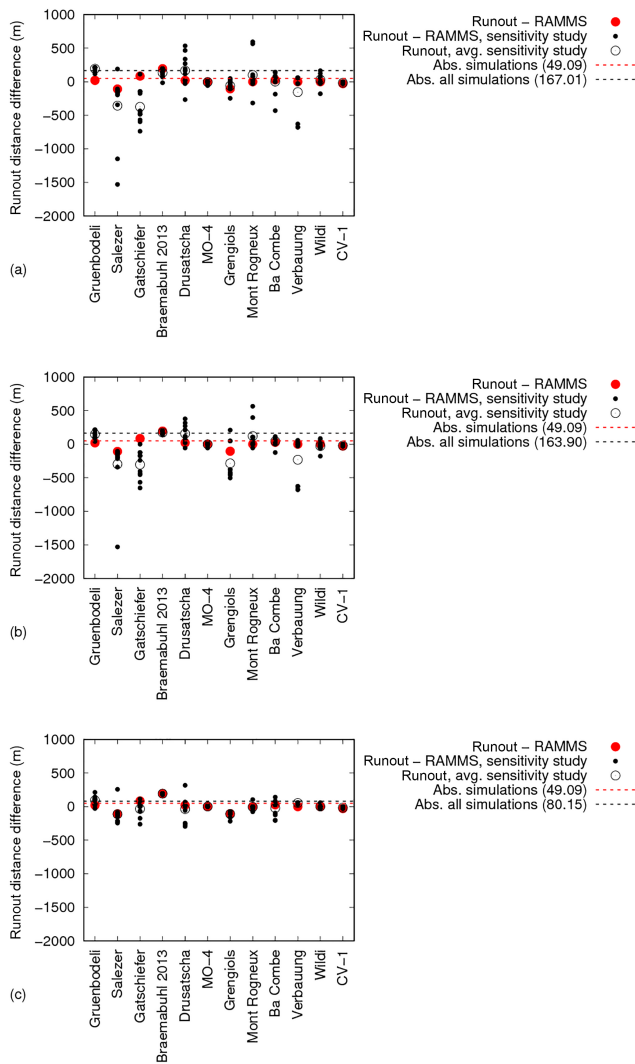 Runout distance difference (m)
1000
500
0
−500
−1000
−1500
−2000
Gruenbodeli
Salezer
Gatschiefer
Braemabuhl 2013
Drusatscha
MO−4
Grengiols
Mont Rogneux
Ba Combe
Verbauung
Wildi
CV−1
Runout − RAMMS
Runout − RAMMS, sensitivity study
Runout, avg. sensitivity study
Abs. simulations (49.09)
Abs. all simulations (167.01)
(a)
Runout distance difference (m)
1000
500
0
−500
−1000
−1500
−2000
Gruenbodeli
Salezer
Gatschiefer
Braemabuhl 2013
Drusatscha
MO−4
Grengiols
Mont Rogneux
Ba Combe
Verbauung
Wildi
CV−1
Runout − RAMMS
Runout − RAMMS, sensitivity study
Runout, avg. sensitivity study
Abs. simulations (49.09)
Abs. all simulations (163.90)
(b)
Runout distance difference (m)
1000
500
0
−500
−1000
−1500
−2000
Gruenbodeli
Salezer
Gatschiefer
Braemabuhl 2013
Drusatscha
MO−4
Grengiols
Mont Rogneux
Ba Combe
Verbauung
Wildi
CV−1
Runout − RAMMS
Runout − RAMMS, sensitivity study
Runout, avg. sensitivity study
Abs. simulations (49.09)
Abs. all simulations (80.15)
(c)